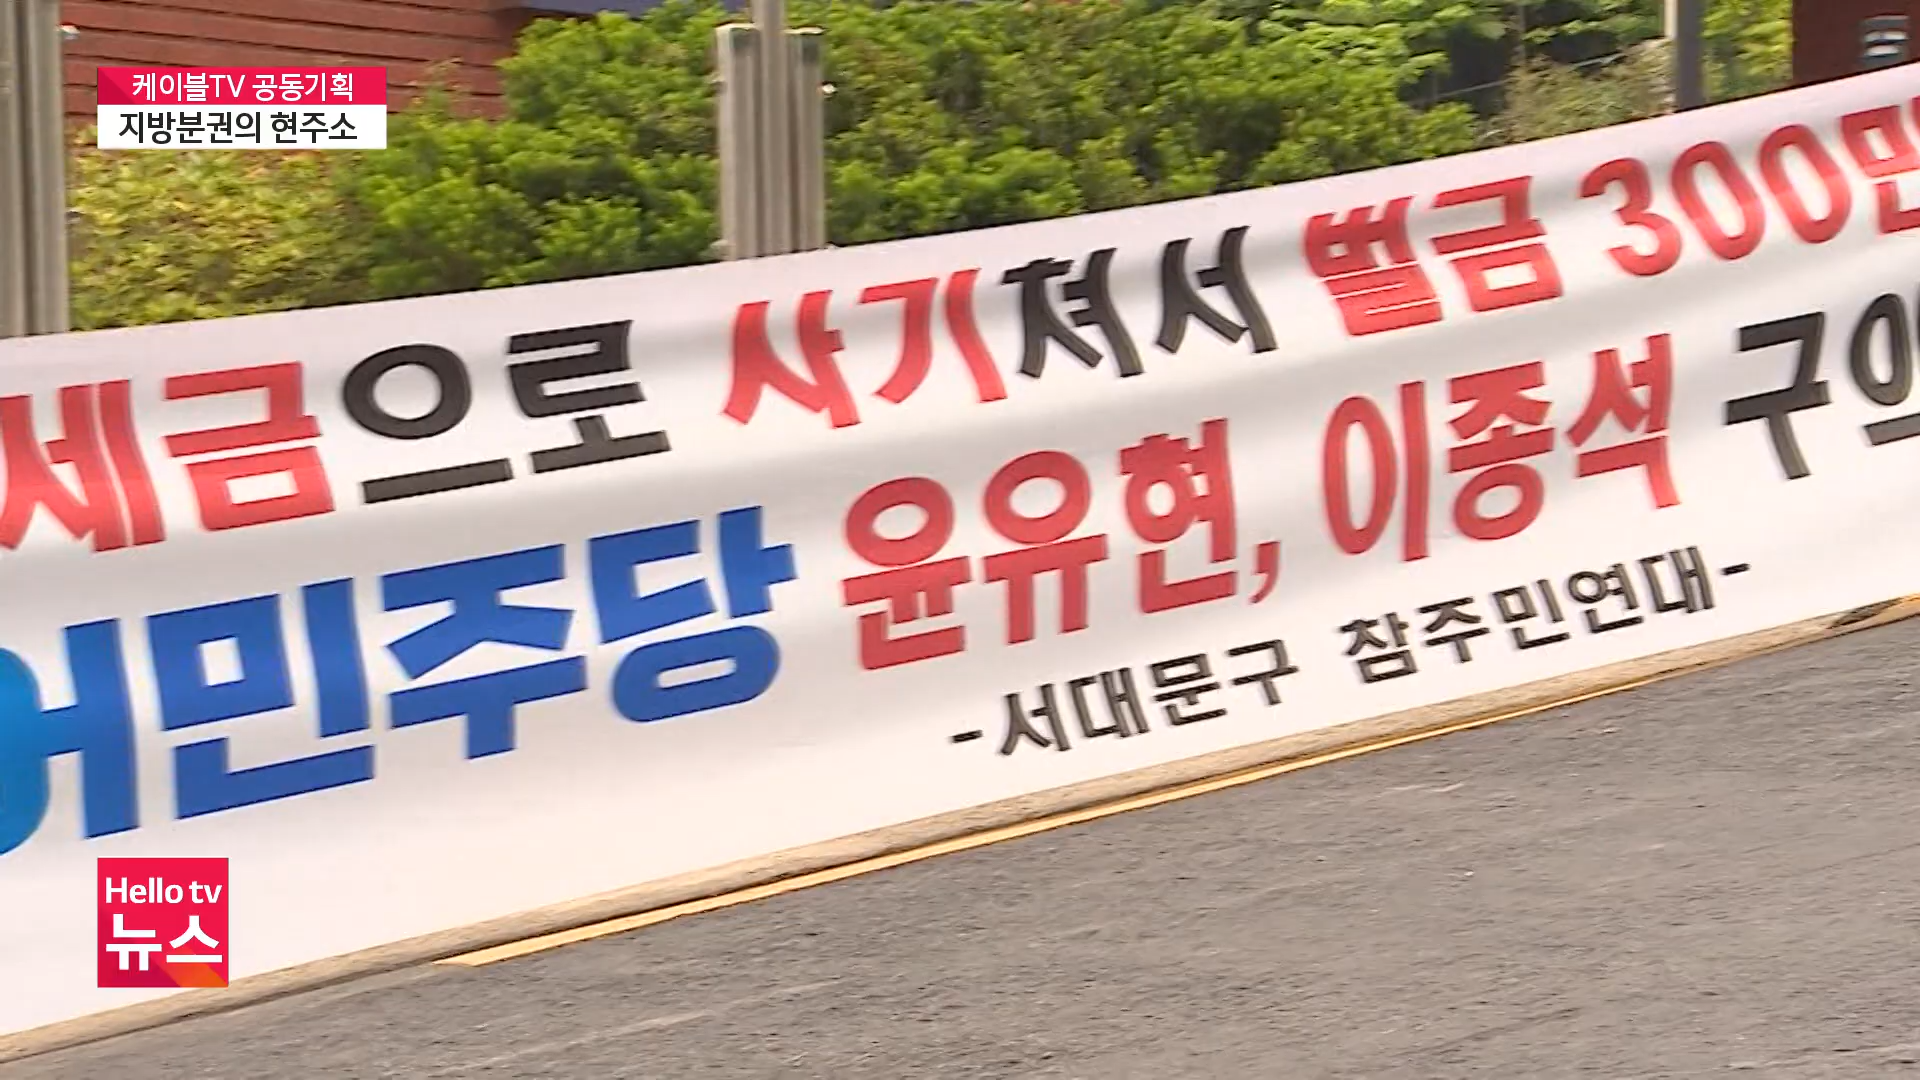 케이블TV 공동기획
지방분권의 현주소
세금으로 사기쳐서 벌금 300만
어민주당 윤유현, 이종석 구의
-서대문구 참주민연대-
Hello tv
뉴스